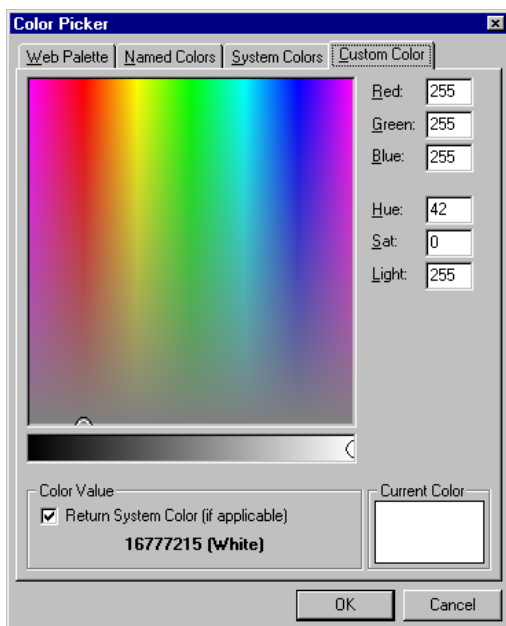 Color Picker
Web Palette Named Colors System Colors Custom Color
Red: 255
Green: 255
Blue: 255
Hue: 42
Sat: 0
Light: 255
Color Value
Return System Color (if applicable)
16777215 (White)
Current Color
OK Cancel